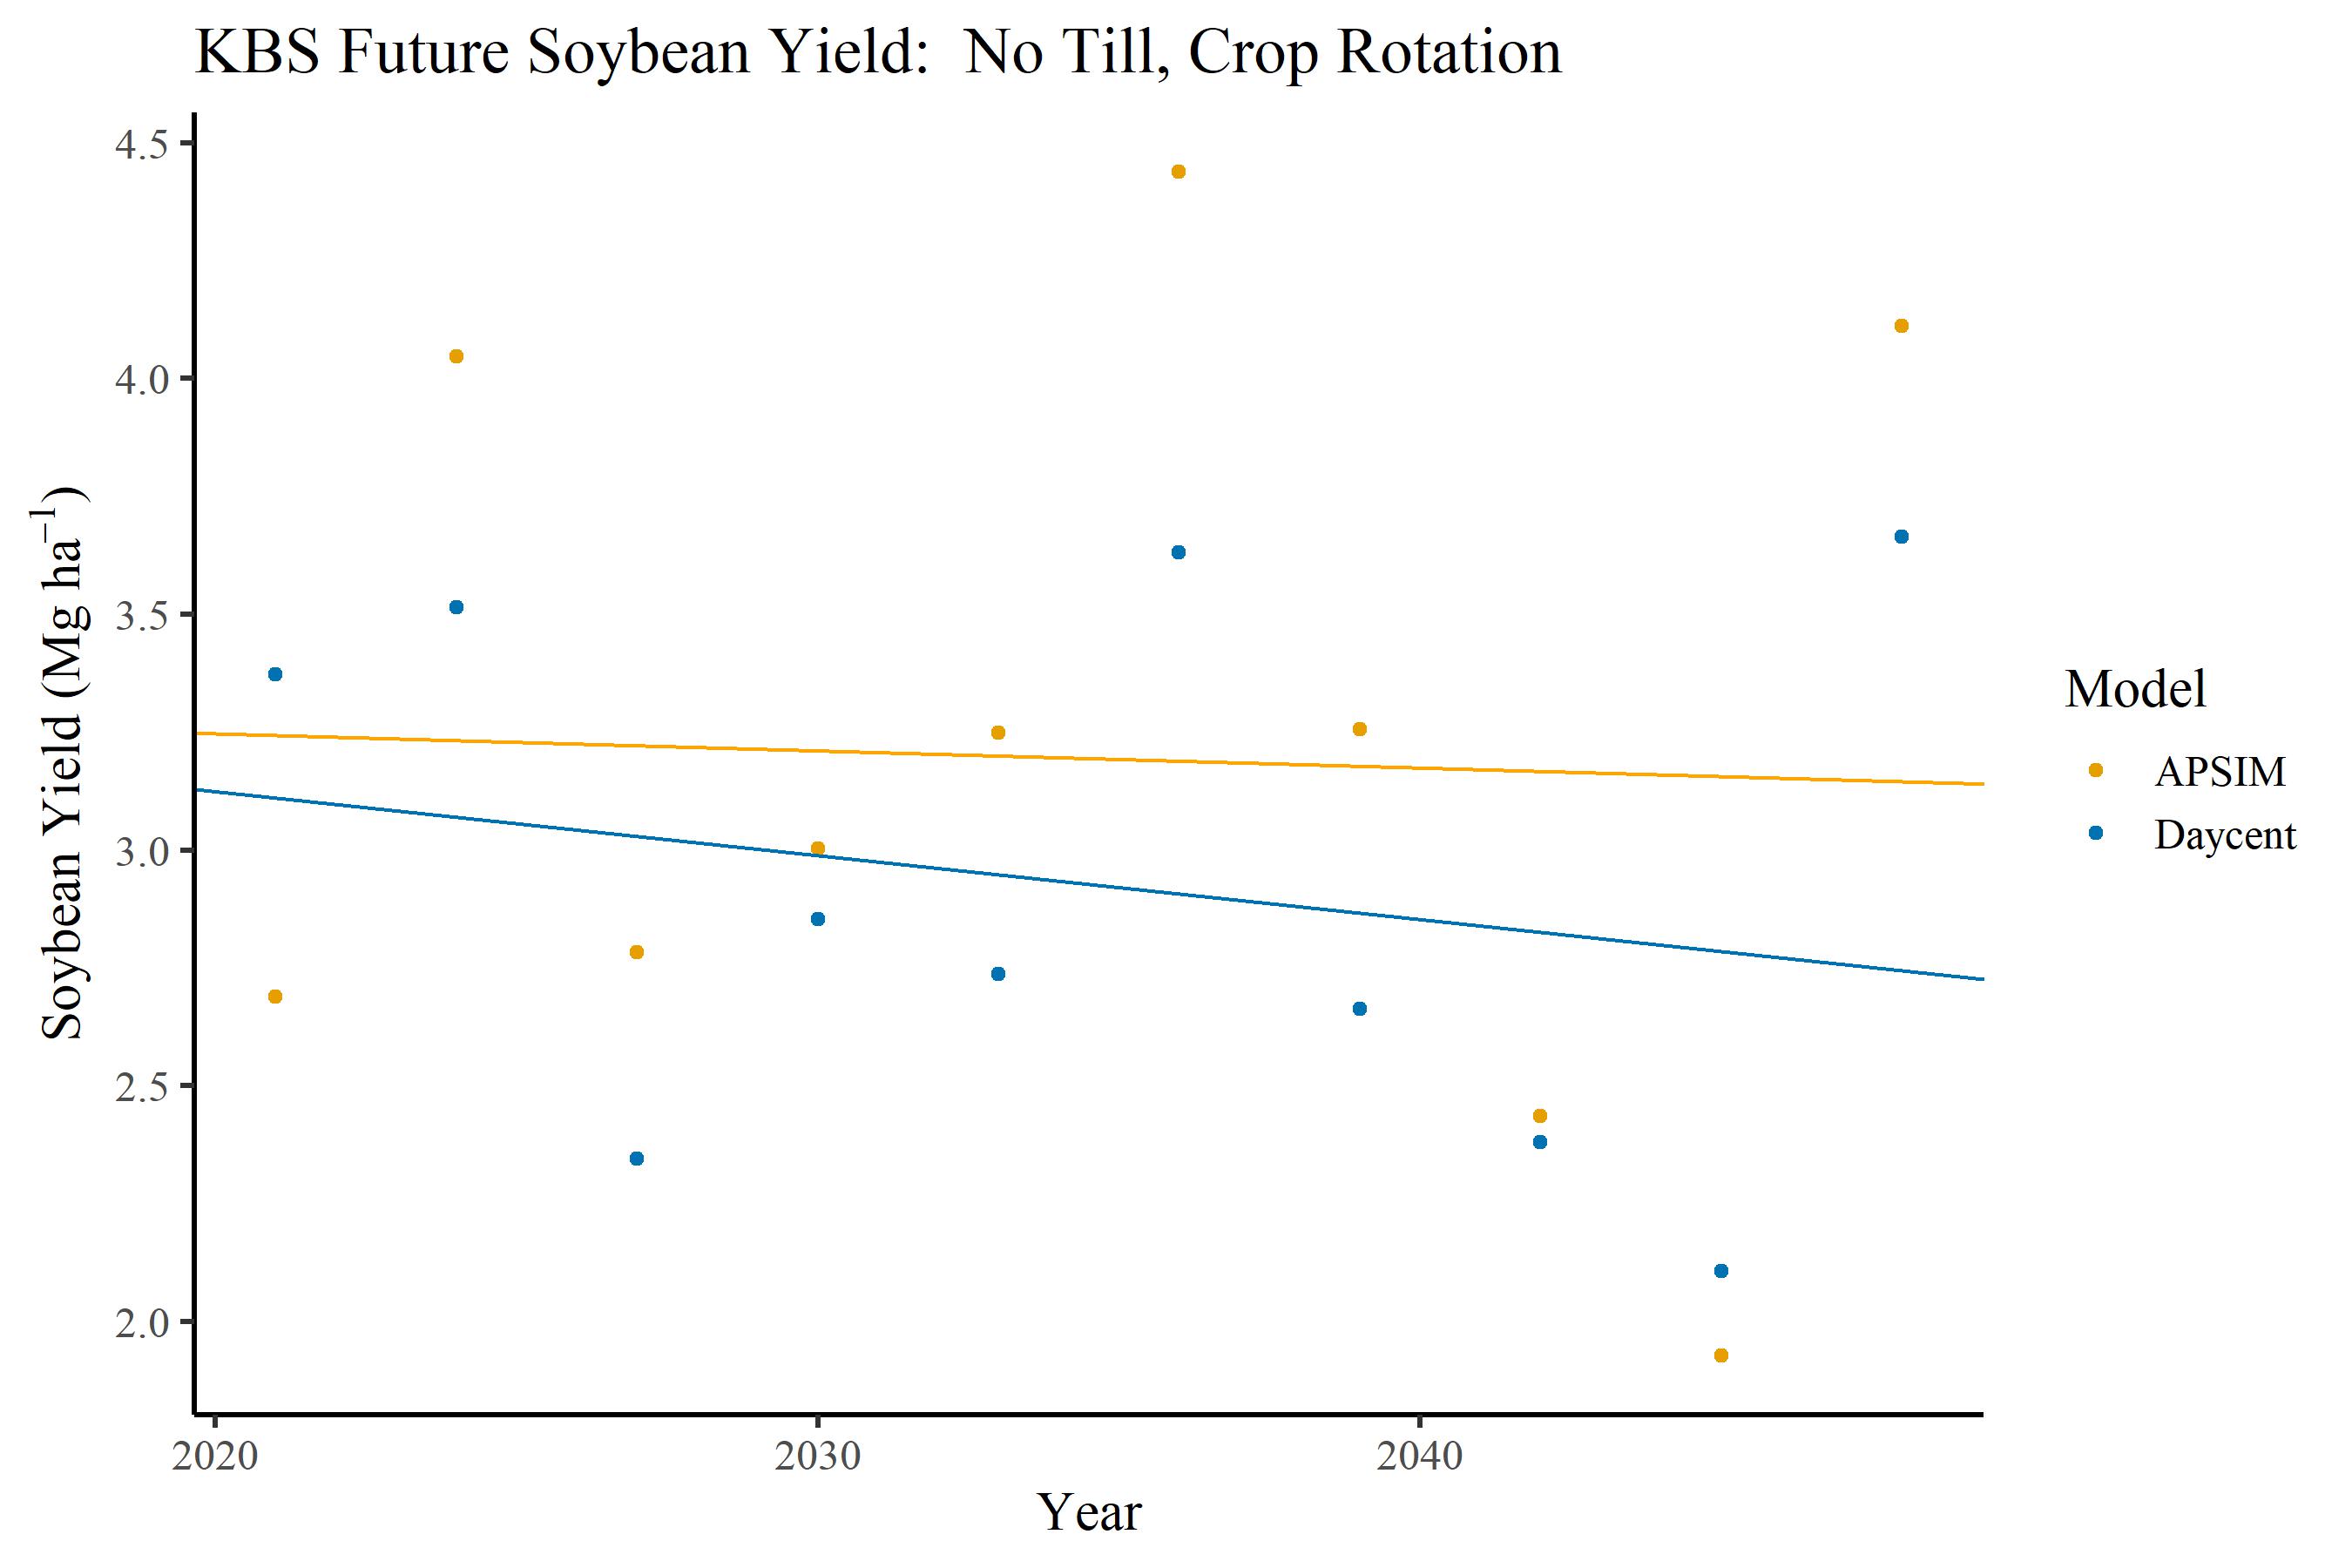 KBS Future Soybean Yield:  No Till, Crop Rotation
Soybean Yield (Mg ha⁻¹)
4.5
4.0
3.5
3.0
2.5
2.0
2020
2030
2040
Year
Model
APSIM
Daycent